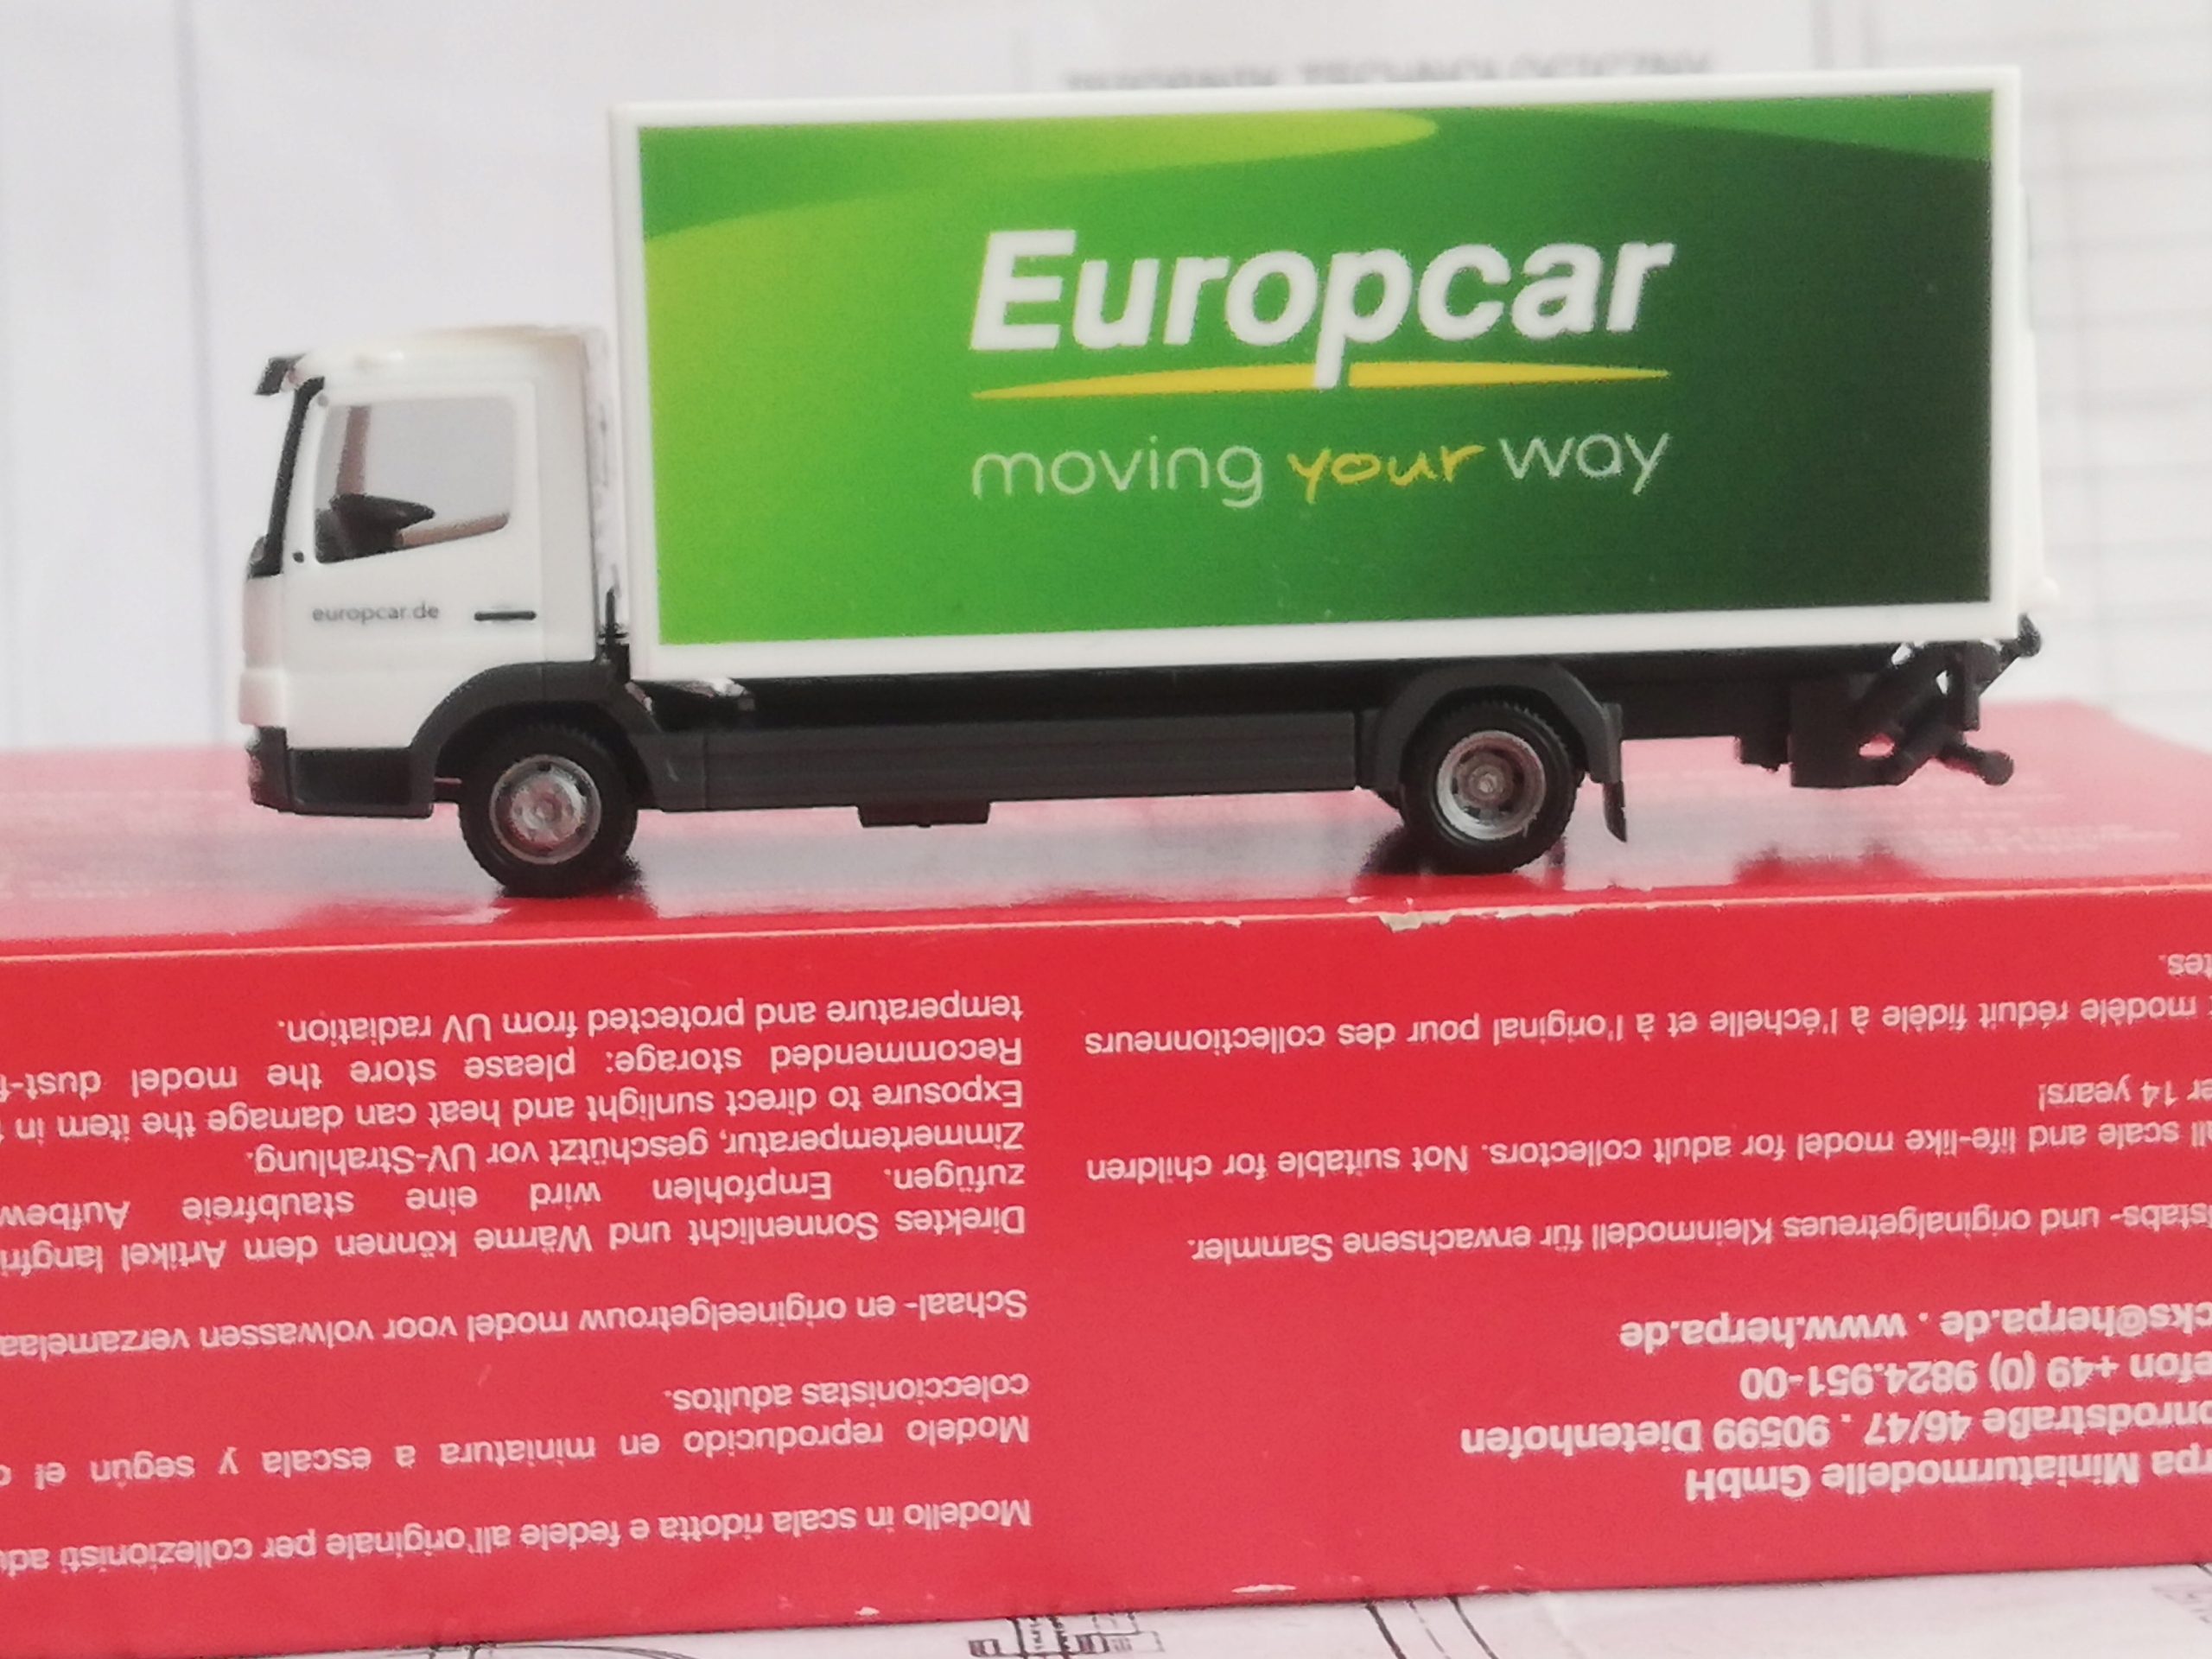 TECHNOLOGICZNY
Europcar
moving your way
europcar.de
Modello in scala ridotta e fedele all'originale per collezionisti
Modelo reproducido en miniatura a escala y según el
coleccionistas adultos.
Schaal- en origineelgetrouw model voor volwassen
Direktes Sonnenlicht und Wärme können dem Artikel
zufügen. Empfohlen wird eine staubfreie
Zimmertemperatur, geschützt vor UV-Strahlung.
Exposure to direct sunlight and heat can damage the item in
Recommended storage: please store the model
temperature and protected from UV radiation.
Miniaturmodelle GmbH
46/47 . 90599 Dietenhofen
+49 (0) 9824.951-00
cks@herpa.de . www.herpa.de
und originalgetreues Kleinmodell für erwachsene Sammler.
scale and life-like model for adult collectors. Not suitable for children
14 years!
modèle réduit fidèle à l'échelle et à l'original pour des collectionneurs